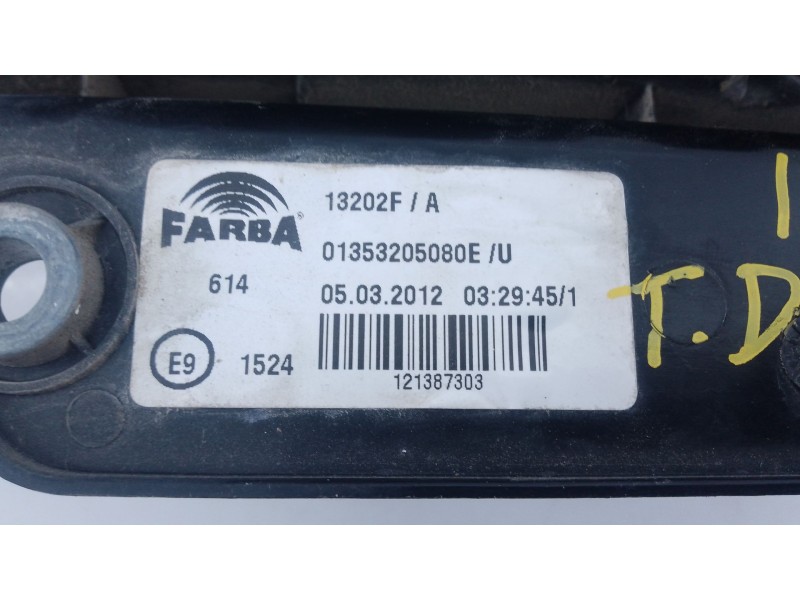 FARBA
13202F / A
01353205080E /U
614
05.03.2012 03:29:45/1
E9
1524
121387303
T.D